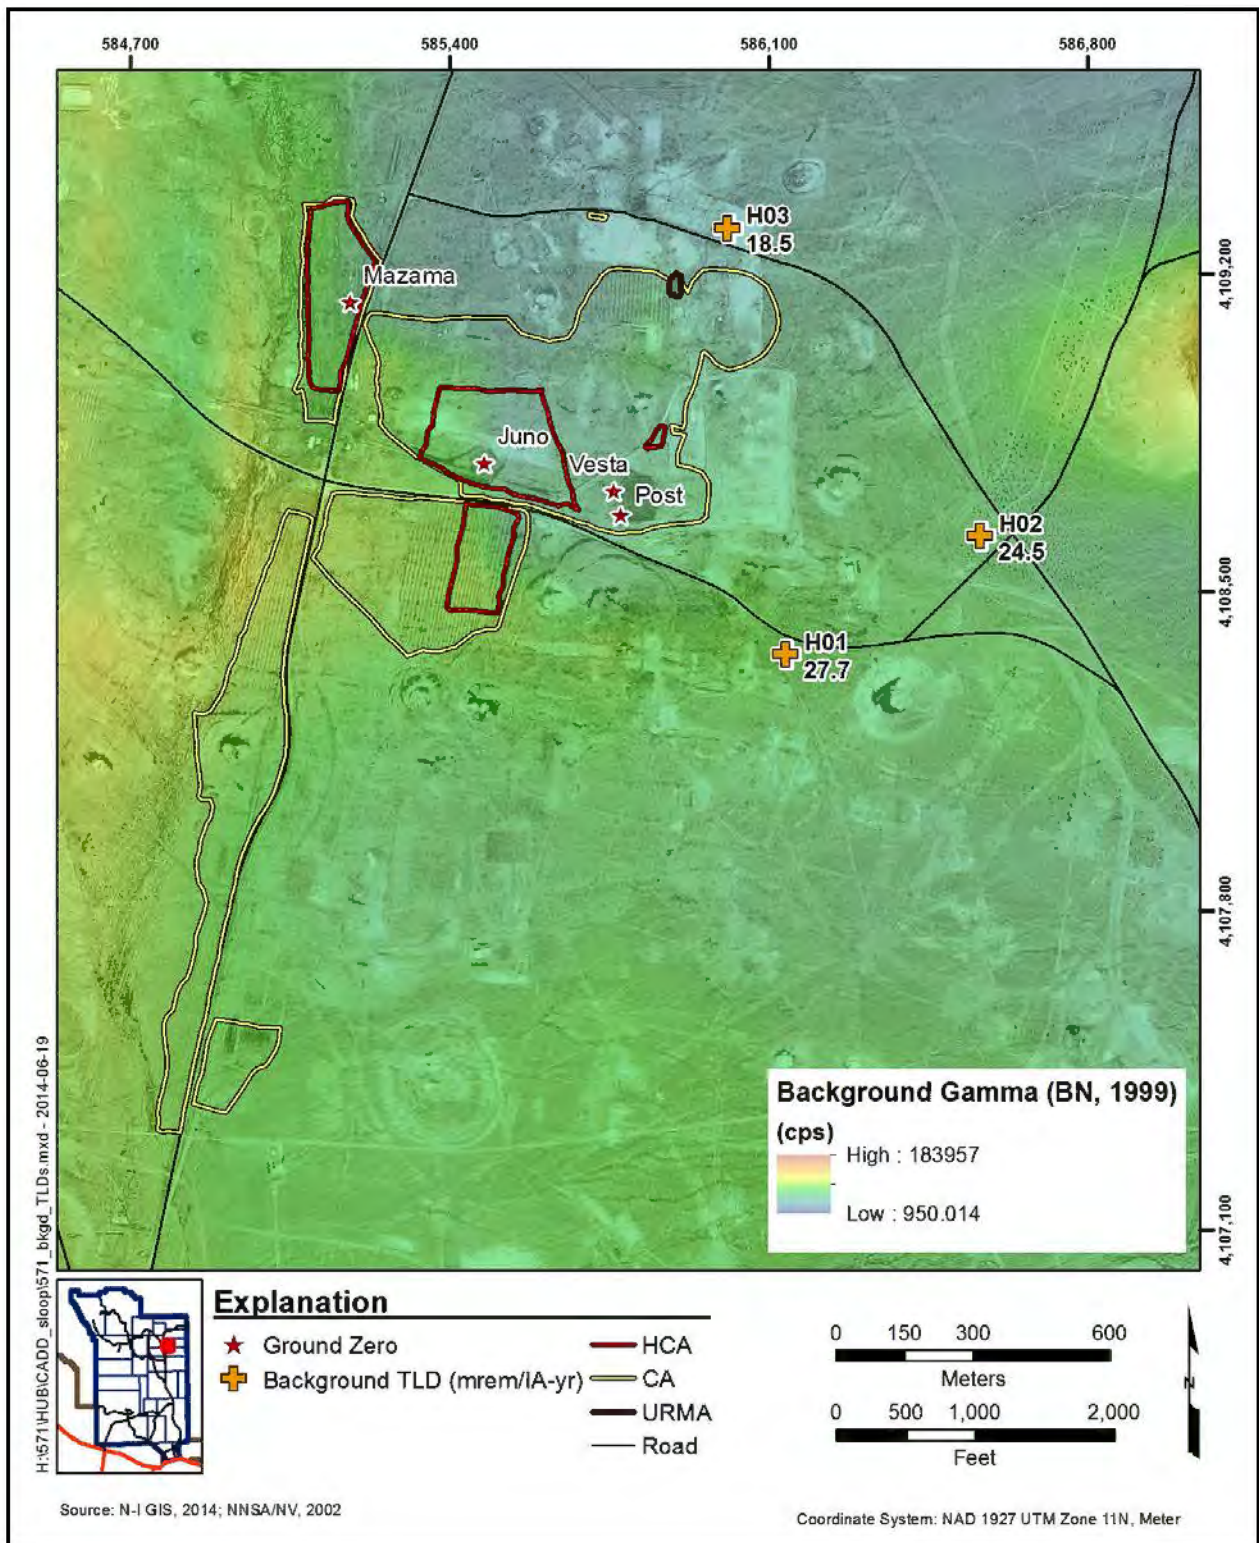 584,700
585,400
586,100
586,800
H03
18.5
Mazama
4,109,200
Juno
Vesta
Post
H02
24.5
4,108,500
H01
27.7
4,107,800
Background Gamma (BN, 1999)
(cps)
High : 183957
Low : 950.014
4,107,100
H:\571\HUB\CADD_sloop\571_bkgd_TLDs.mxd - 2014-06-19
Explanation
Ground Zero
Background TLD (mrem/IA-yr)
HCA
CA
URMA
Road
0 150 300 600
Meters
0 500 1,000 2,000
Feet
N
Source: N-I GIS, 2014; NNSA/NV, 2002
Coordinate System: NAD 1927 UTM Zone 11N, Meter